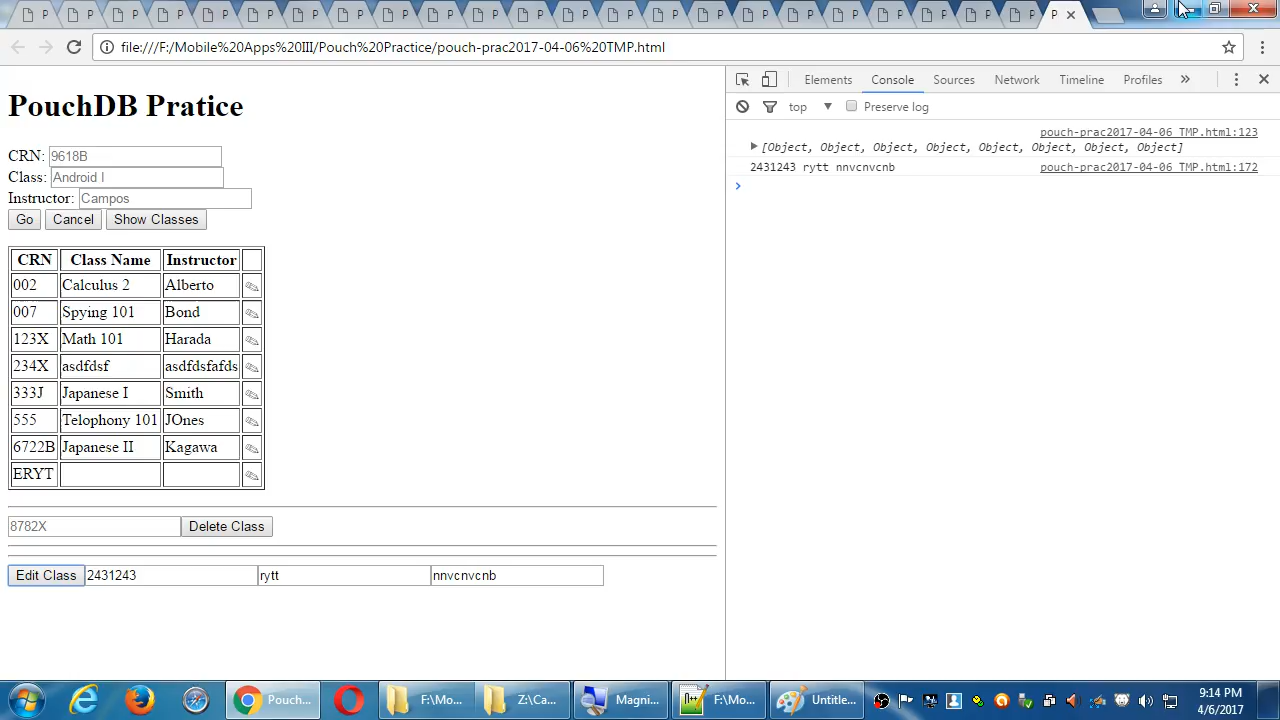 P P P P P P P P P P P P P P P P P P P P P P P P
file:///F:/Mobile%20Apps%20III/Pouch%20Practice/pouch-prac2017-04-06%20TMP.html
Elements Console Sources Network Timeline Profiles »
top ▼ Preserve log
PouchDB Pratice
CRN: 9618B
Class: Android I
Instructor: Campos
Go Cancel Show Classes
CRN Class Name Instructor
002 Calculus 2 Alberto
007 Spying 101 Bond
123X Math 101 Harada
234X asdfdsf asdfdsfafds
333J Japanese I Smith
555 Telophony 101 JOnes
6722B Japanese II Kagawa
ERYT
8782X Delete Class
Edit Class 2431243 rytt nnvcnvcnb
pouch-prac2017-04-06 TMP.html:123
[Object, Object, Object, Object, Object, Object, Object, Object]
2431243 rytt nnvcnvcnb pouch-prac2017-04-06 TMP.html:172
Pouch... F:\Mo... Z:\Ca... Magni... F:\Mo... Untitle...
9:14 PM
4/6/2017